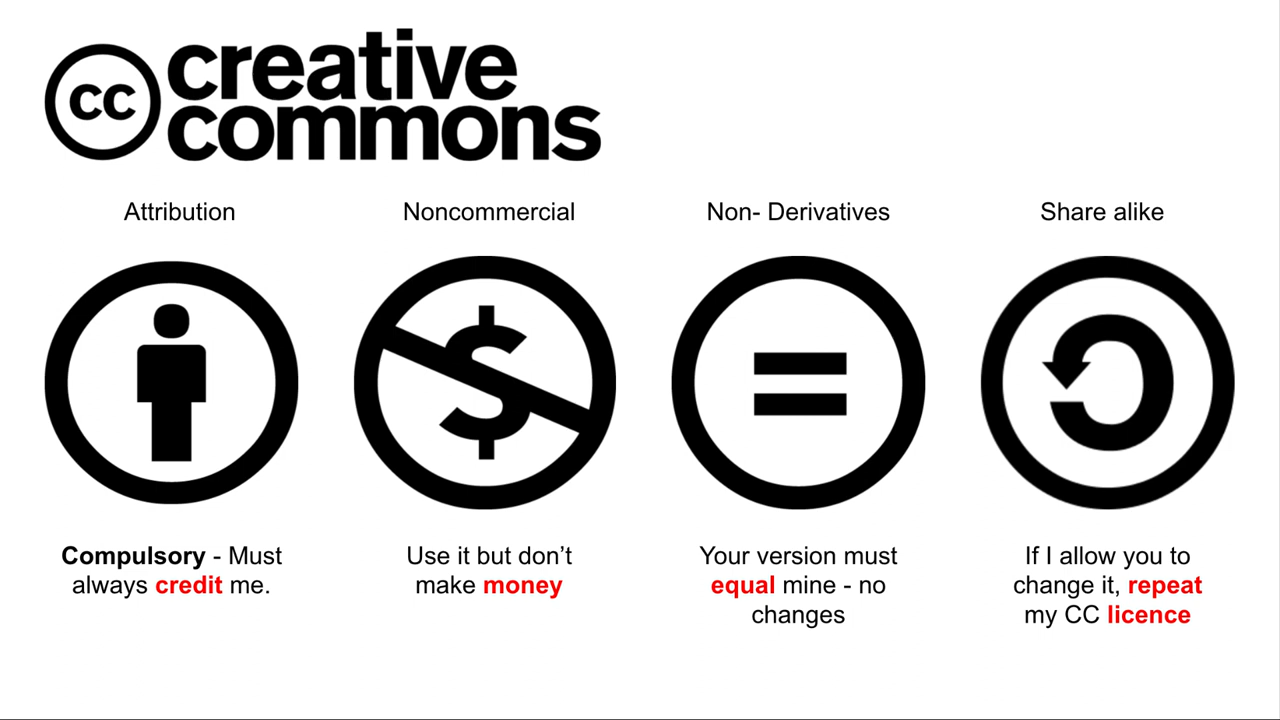 cc creative
commons
Attribution
Noncommercial
Non- Derivatives
Share alike
$
=
Compulsory - Must
always credit me.
Use it but don’t
make money
Your version must
equal mine - no
changes
If I allow you to
change it, repeat
my CC licence